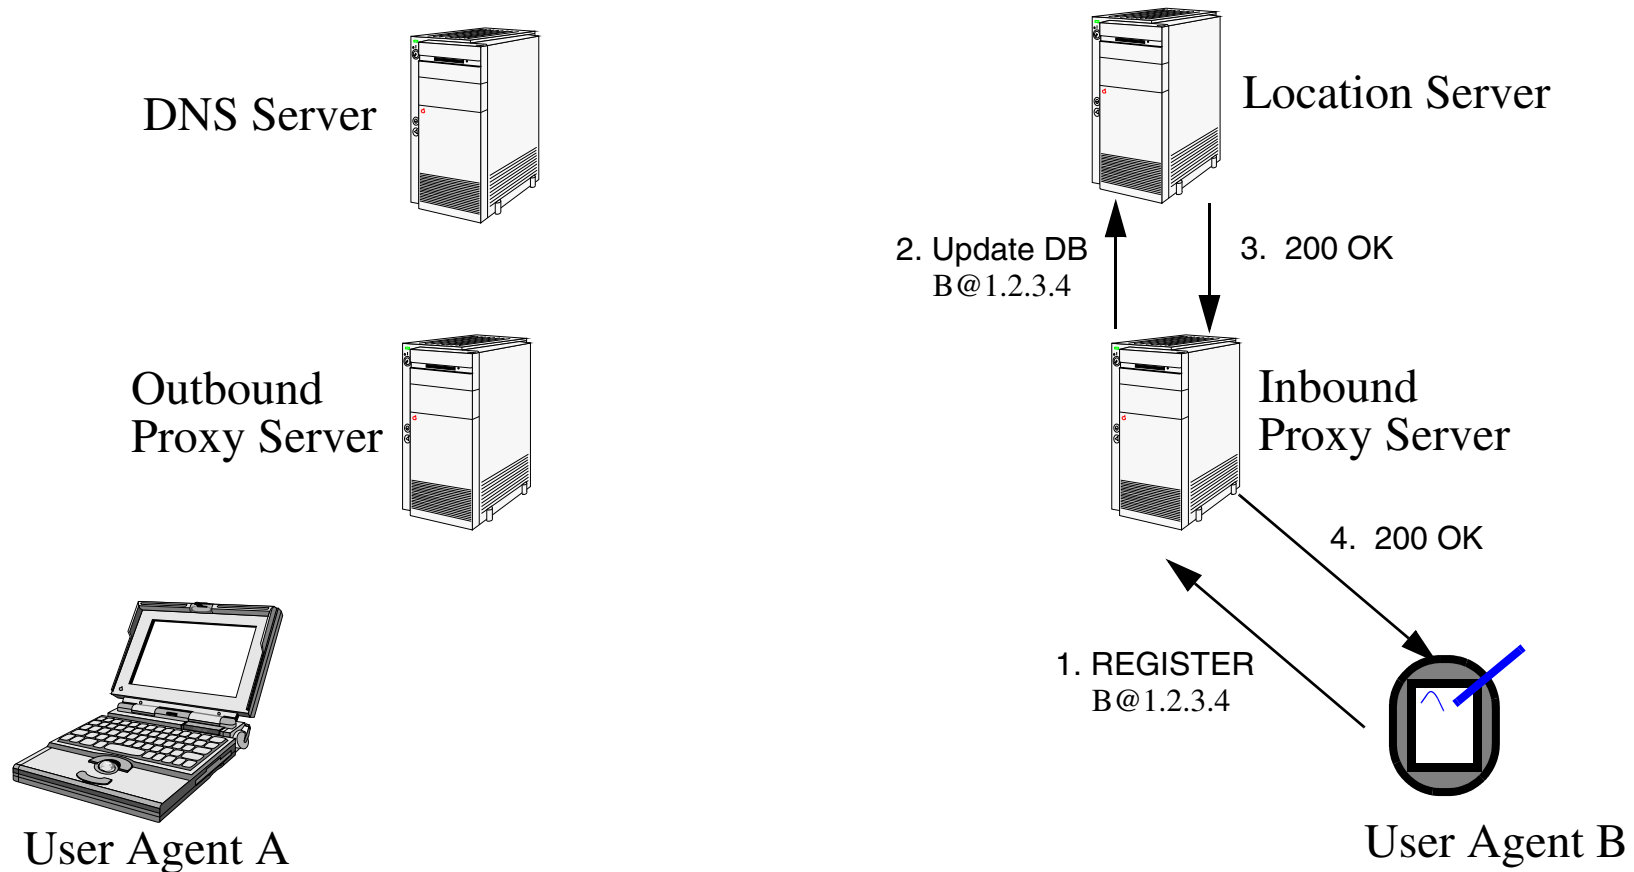 DNS Server
Location Server
2. Update DB
B@1.2.3.4
3. 200 OK
Outbound
Proxy Server
Inbound
Proxy Server
4. 200 OK
1. REGISTER
B@1.2.3.4
User Agent A
User Agent B